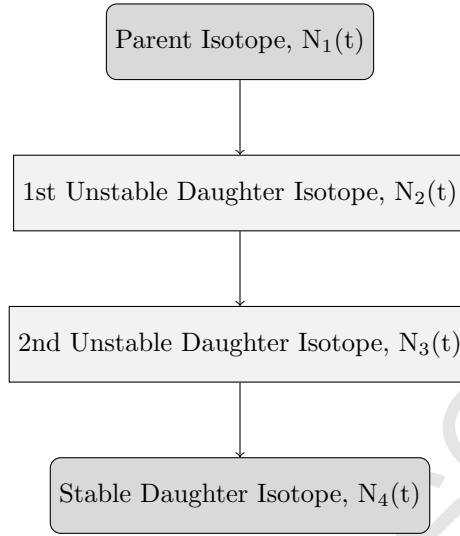 Parent Isotope, N₁(t)
1st Unstable Daughter Isotope, N₂(t)
2nd Unstable Daughter Isotope, N₃(t)
Stable Daughter Isotope, N₄(t)